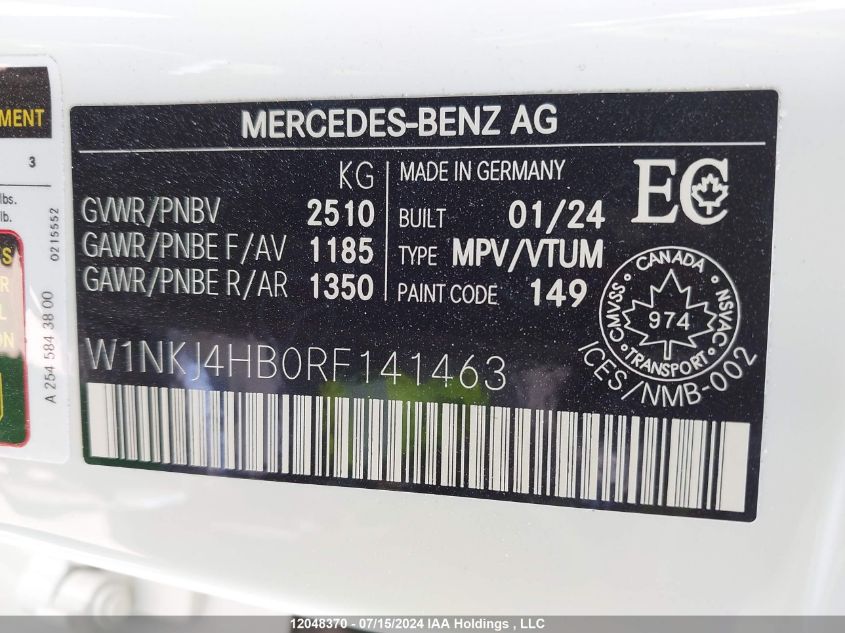 MENT
3
lbs.
lb.
0215552
S
R
L
ION
A 254 584 38 00
MERCEDES-BENZ AG
KG
GVWR/PNBV 2510
GAWR/PNBE F/AV 1185
GAWR/PNBE R/AR 1350
MADE IN GERMANY
BUILT 01/24
TYPE MPV/VTUM
PAINT CODE 149
EC
CANADA
CMVSS
NSVAC
974
TRANSPORT
ICES/NMB-002
W1NKJ4HB0RF141463
12048370 - 07/15/2024 IAA Holdings , LLC